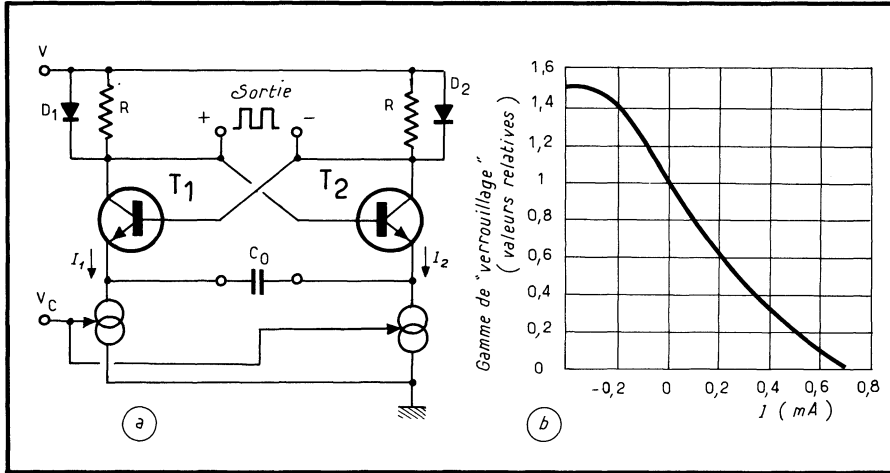 V
D1
R
Sortie
+
-
R
D2
T1
T2
I1
C0
I2
VC
a
Gamme de "verrouillage"
(valeurs relatives)
1,6
1,4
1,2
1
0,8
0,6
0,4
0,2
0
-0,2 0 0,2 0,4 0,6 0,8
I (mA)
b